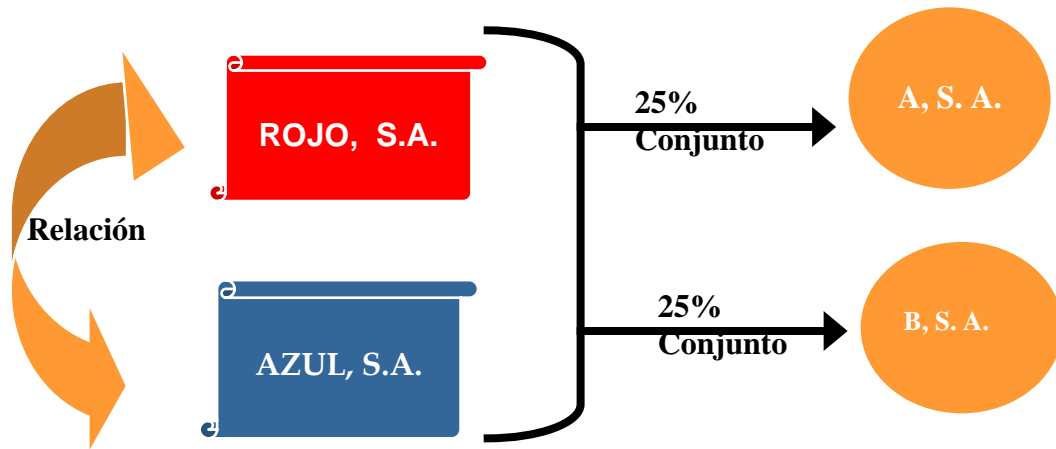 ROJO, S.A.
25%
Conjunto
A, S. A.
Relación
AZUL, S.A.
25%
Conjunto
B, S. A.